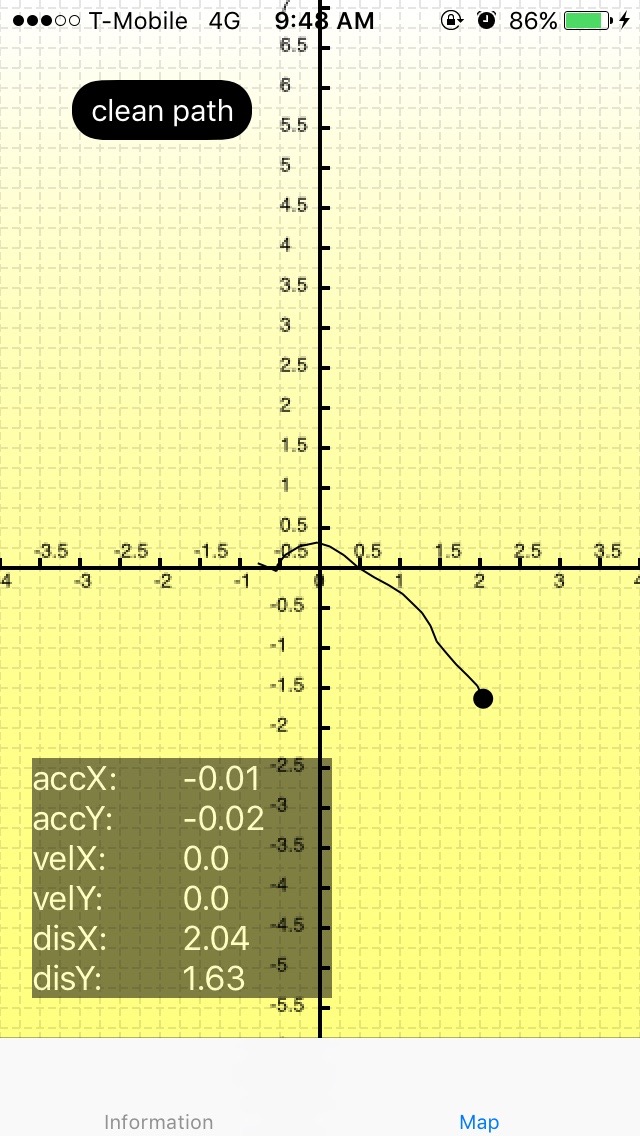 ●●●○○ T-Mobile 4G 9:48 AM 86%
6.5
6
clean path
5.5
5
4.5
4
3.5
3
2.5
2
1.5
1
0.5
-3.5 -2.5 -1.5 -0.5 0.5 1.5 2.5 3.5
-4 -3 -2 -1 0 1 2 3 4
-0.5
-1
-1.5
-2
-2.5
accX: -0.01
-3
accY: -0.02
-3.5
velX: 0.0
-4
velY: 0.0
-4.5
disX: 2.04
-5
disY: 1.63
-5.5
Information Map